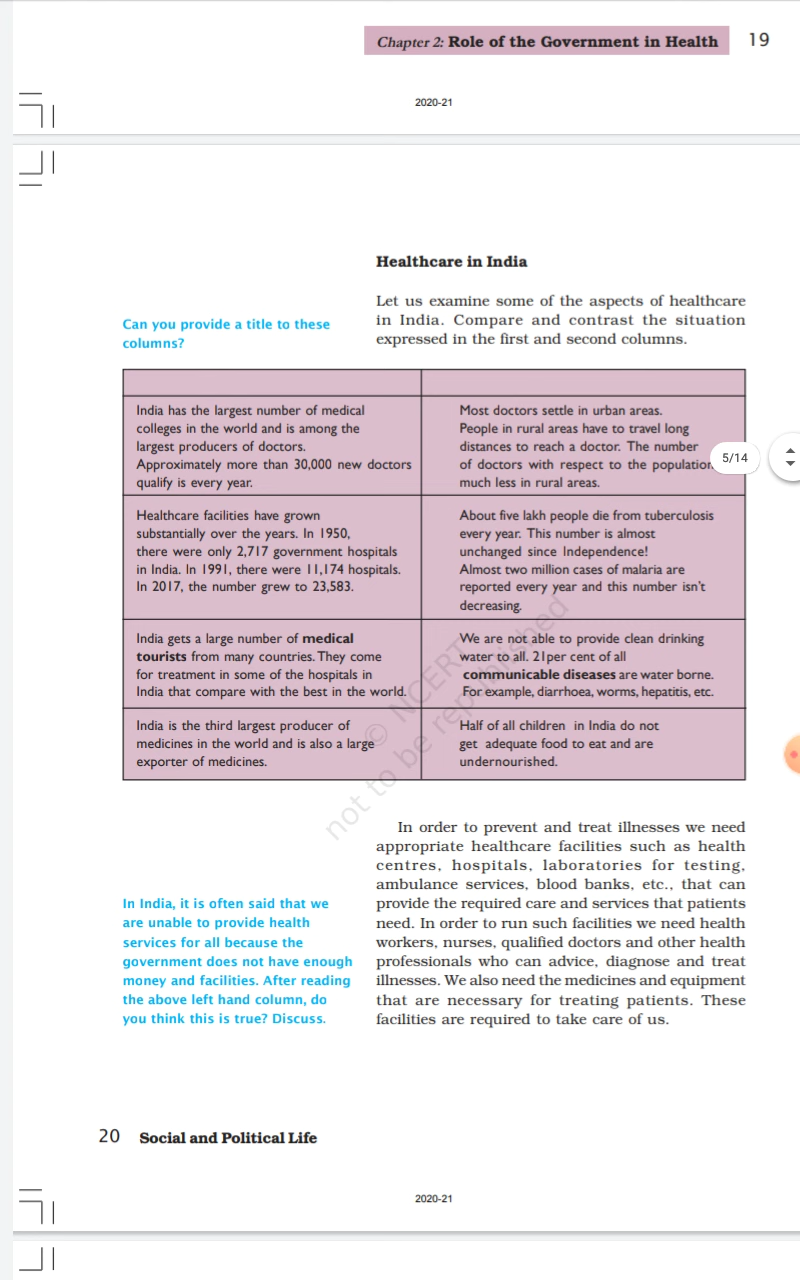 Chapter 2: Role of the Government in Health 19
2020-21
Healthcare in India
Let us examine some of the aspects of healthcare
in India. Compare and contrast the situation
expressed in the first and second columns.
Can you provide a title to these
columns?
India has the largest number of medical
colleges in the world and is among the
largest producers of doctors.
Approximately more than 30,000 new doctors
qualify is every year.
Most doctors settle in urban areas.
People in rural areas have to travel long
distances to reach a doctor. The number
of doctors with respect to the population
much less in rural areas.
5/14
Healthcare facilities have grown
substantially over the years. In 1950,
there were only 2,717 government hospitals
in India. In 1991, there were 11,174 hospitals.
In 2017, the number grew to 23,583.
About five lakh people die from tuberculosis
every year. This number is almost
unchanged since Independence!
Almost two million cases of malaria are
reported every year and this number isn't
decreasing.
India gets a large number of medical
tourists from many countries. They come
for treatment in some of the hospitals in
India that compare with the best in the world.
We are not able to provide clean drinking
water to all. 21per cent of all
communicable diseases are water borne.
For example, diarrhoea, worms, hepatitis, etc.
India is the third largest producer of
medicines in the world and is also a large
exporter of medicines.
Half of all children in India do not
get adequate food to eat and are
undernourished.
© NCERT
not to be republished
In order to prevent and treat illnesses we need
appropriate healthcare facilities such as health
centres, hospitals, laboratories for testing,
ambulance services, blood banks, etc., that can
provide the required care and services that patients
need. In order to run such facilities we need health
workers, nurses, qualified doctors and other health
professionals who can advice, diagnose and treat
illnesses. We also need the medicines and equipment
that are necessary for treating patients. These
facilities are required to take care of us.
In India, it is often said that we
are unable to provide health
services for all because the
government does not have enough
money and facilities. After reading
the above left hand column, do
you think this is true? Discuss.
20 Social and Political Life
2020-21